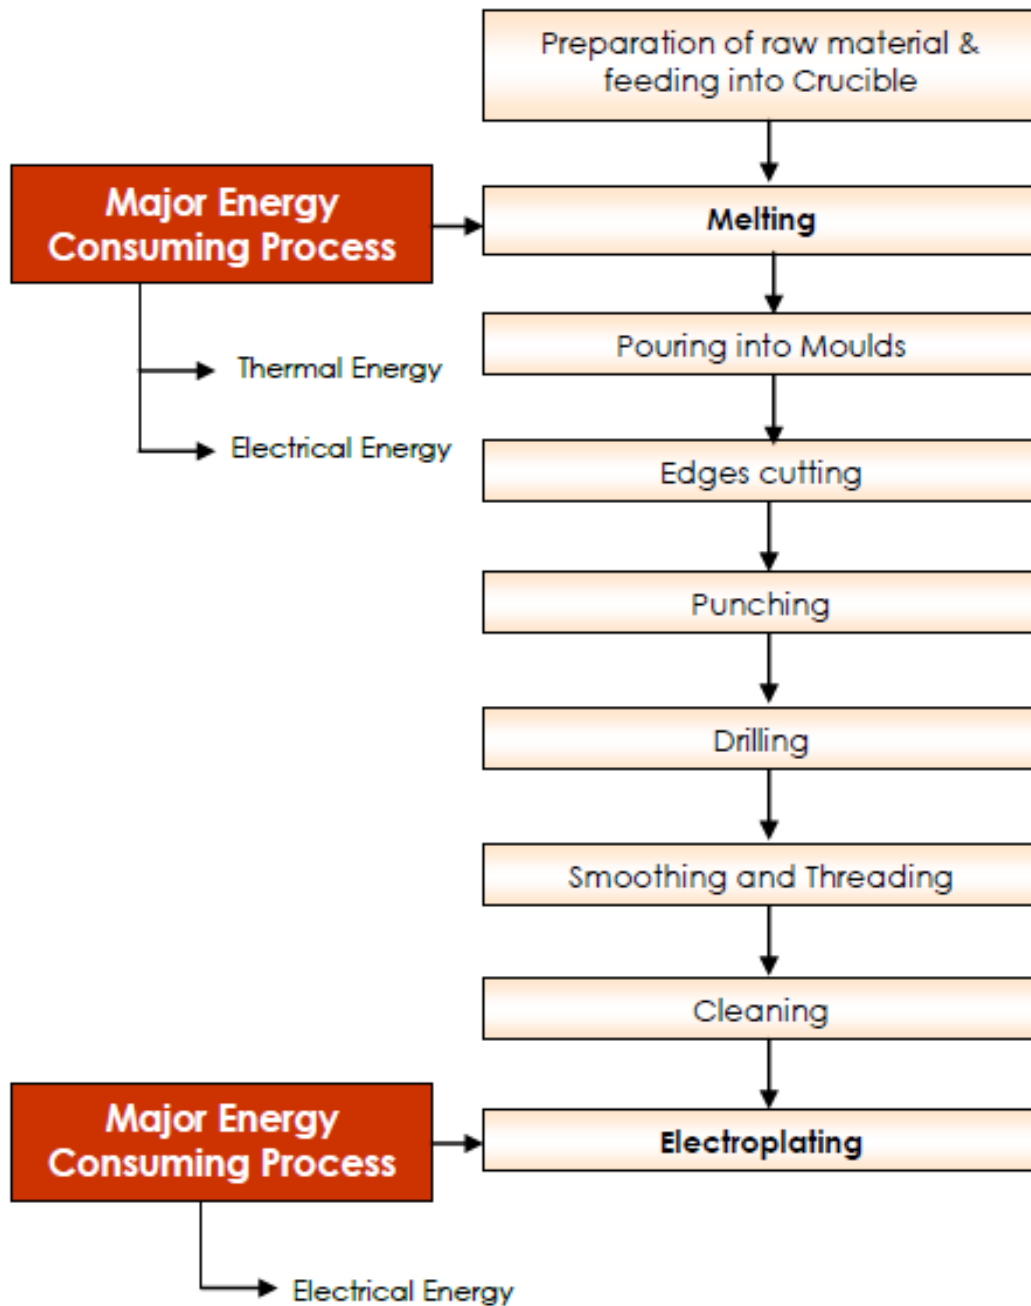 Preparation of raw material &
feeding into Crucible
Major Energy
Consuming Process
Melting
Thermal Energy
Electrical Energy
Pouring into Moulds
Edges cutting
Punching
Drilling
Smoothing and Threading
Cleaning
Major Energy
Consuming Process
Electroplating
Electrical Energy